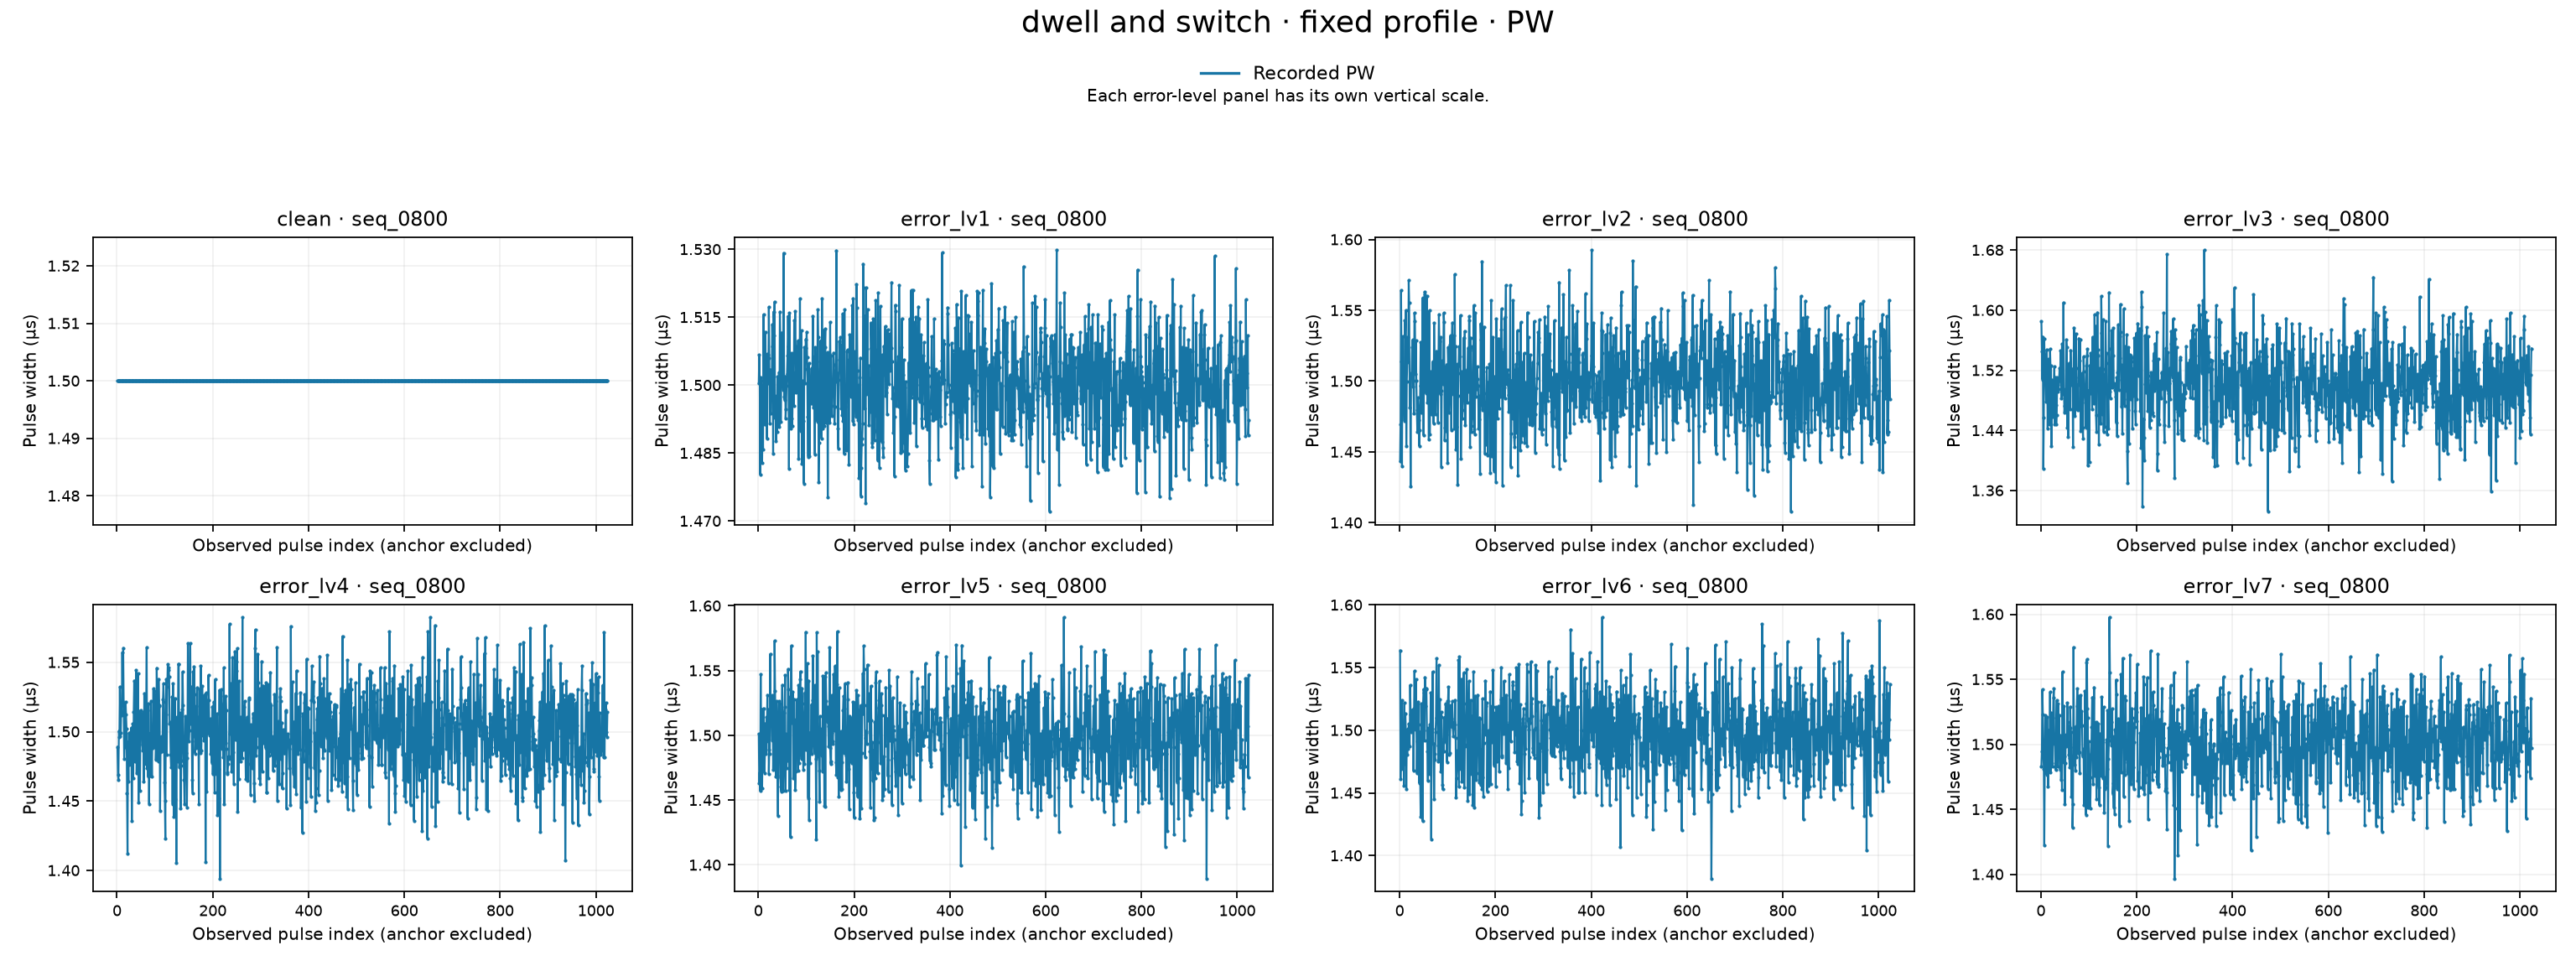 dwell and switch · fixed profile · PW
Recorded PW
Each error-level panel has its own vertical scale.
clean · seq_0800
error_lv1 · seq_0800
error_lv2 · seq_0800
error_lv3 · seq_0800
Pulse width (µs)
1.52
1.51
1.50
1.49
1.48
Observed pulse index (anchor excluded)
Pulse width (µs)
1.530
1.515
1.500
1.485
1.470
Observed pulse index (anchor excluded)
Pulse width (µs)
1.60
1.55
1.50
1.45
1.40
Observed pulse index (anchor excluded)
Pulse width (µs)
1.68
1.60
1.52
1.44
1.36
Observed pulse index (anchor excluded)
error_lv4 · seq_0800
error_lv5 · seq_0800
error_lv6 · seq_0800
error_lv7 · seq_0800
Pulse width (µs)
1.55
1.50
1.45
1.40
0 200 400 600 800 1000
Observed pulse index (anchor excluded)
Pulse width (µs)
1.60
1.55
1.50
1.45
1.40
0 200 400 600 800 1000
Observed pulse index (anchor excluded)
Pulse width (µs)
1.60
1.55
1.50
1.45
1.40
0 200 400 600 800 1000
Observed pulse index (anchor excluded)
Pulse width (µs)
1.60
1.55
1.50
1.45
1.40
0 200 400 600 800 1000
Observed pulse index (anchor excluded)